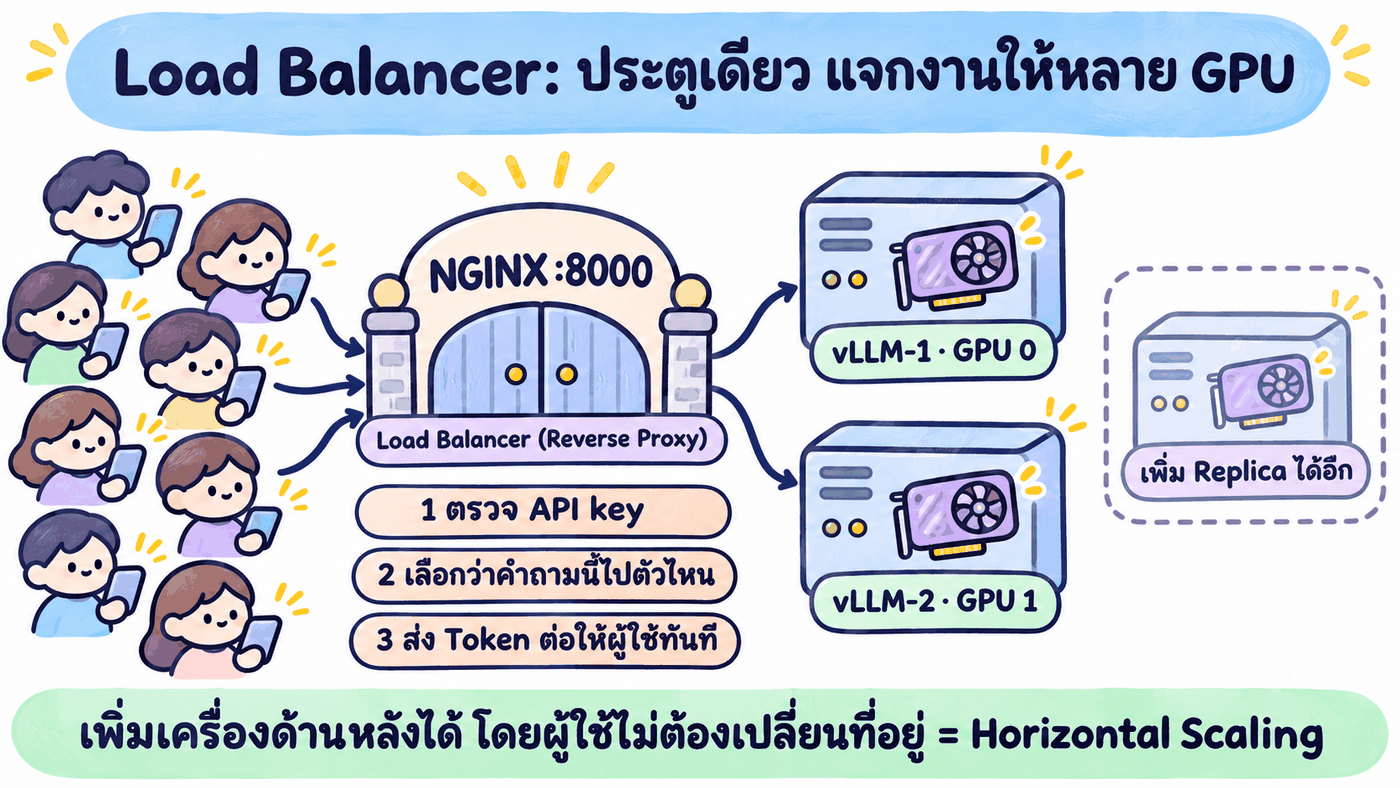 Load Balancer: ประตูเดียว แจกงานให้หลาย GPU
NGINX :8000
Load Balancer (Reverse Proxy)
1 ตรวจ API key
2 เลือกว่าคำถามนี้ไปตัวไหน
3 ส่ง Token ต่อให้ผู้ใช้ทันที
vLLM-1 · GPU 0
vLLM-2 · GPU 1
เพิ่ม Replica ได้อีก
เพิ่มเครื่องด้านหลังได้ โดยผู้ใช้ไม่ต้องเปลี่ยนที่อยู่ = Horizontal Scaling